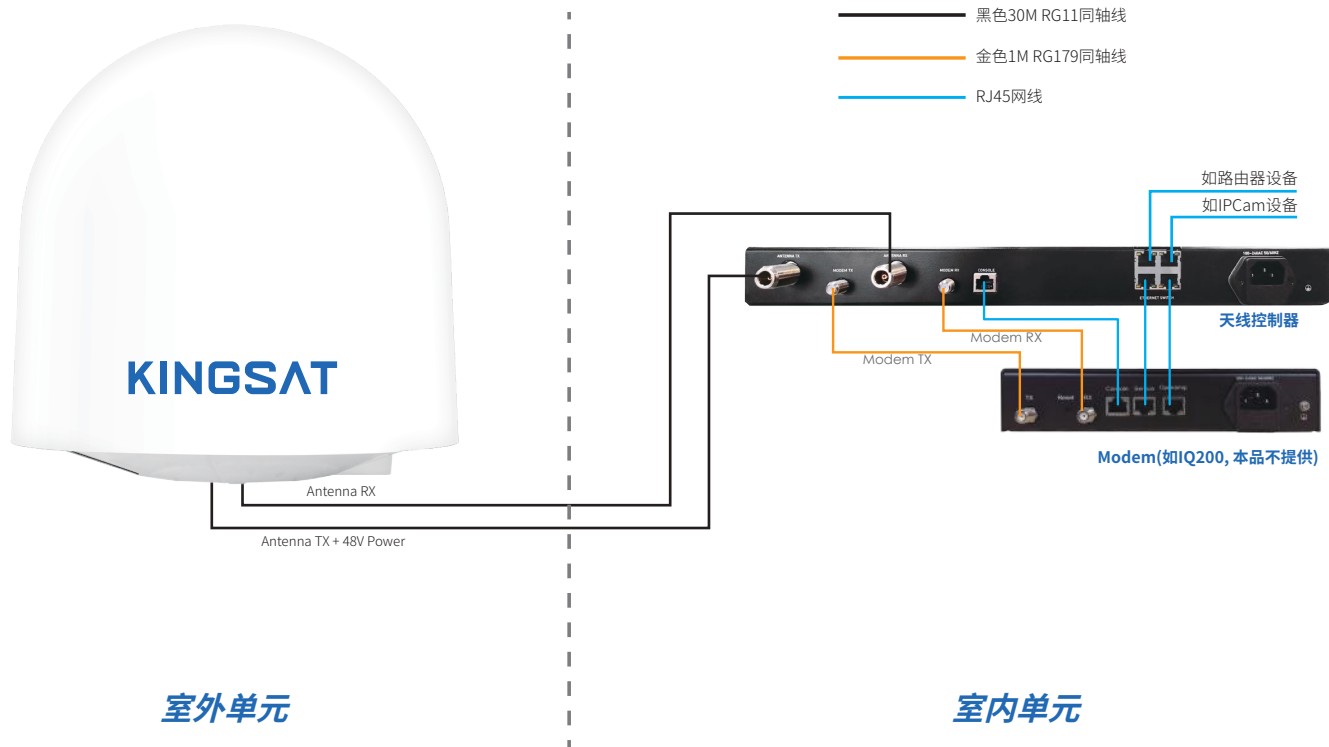 黑色30M RG11同轴线
金色1M RG179同轴线
RJ45网线
如路由器设备
如IPCam设备
ANTENNA TX
MODEM TX
ANTENNA RX
MODEM RX
CONSOLE
ETHERNET SWITCH
天线控制器
Modem RX
Modem TX
KINGSAT
TX
Reset
RX
Console
Modem(如IQ200, 本品不提供)
Antenna RX
Antenna TX + 48V Power
室外单元
室内单元